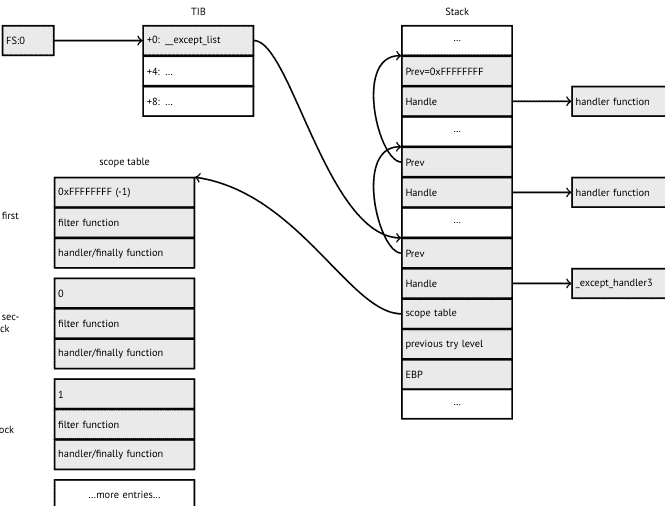 TIB
Stack
FS:0
+0: __except_list
+4: ...
+8: ...
...
Prev=0xFFFFFFFF
Handle
handler function
...
Prev
Handle
handler function
...
Prev
Handle
_except_handler3
scope table
previous try level
EBP
...
scope table
first
0xFFFFFFFF (-1)
filter function
handler/finally function
sec-
ck
0
filter function
handler/finally function
ock
1
filter function
handler/finally function
...more entries...